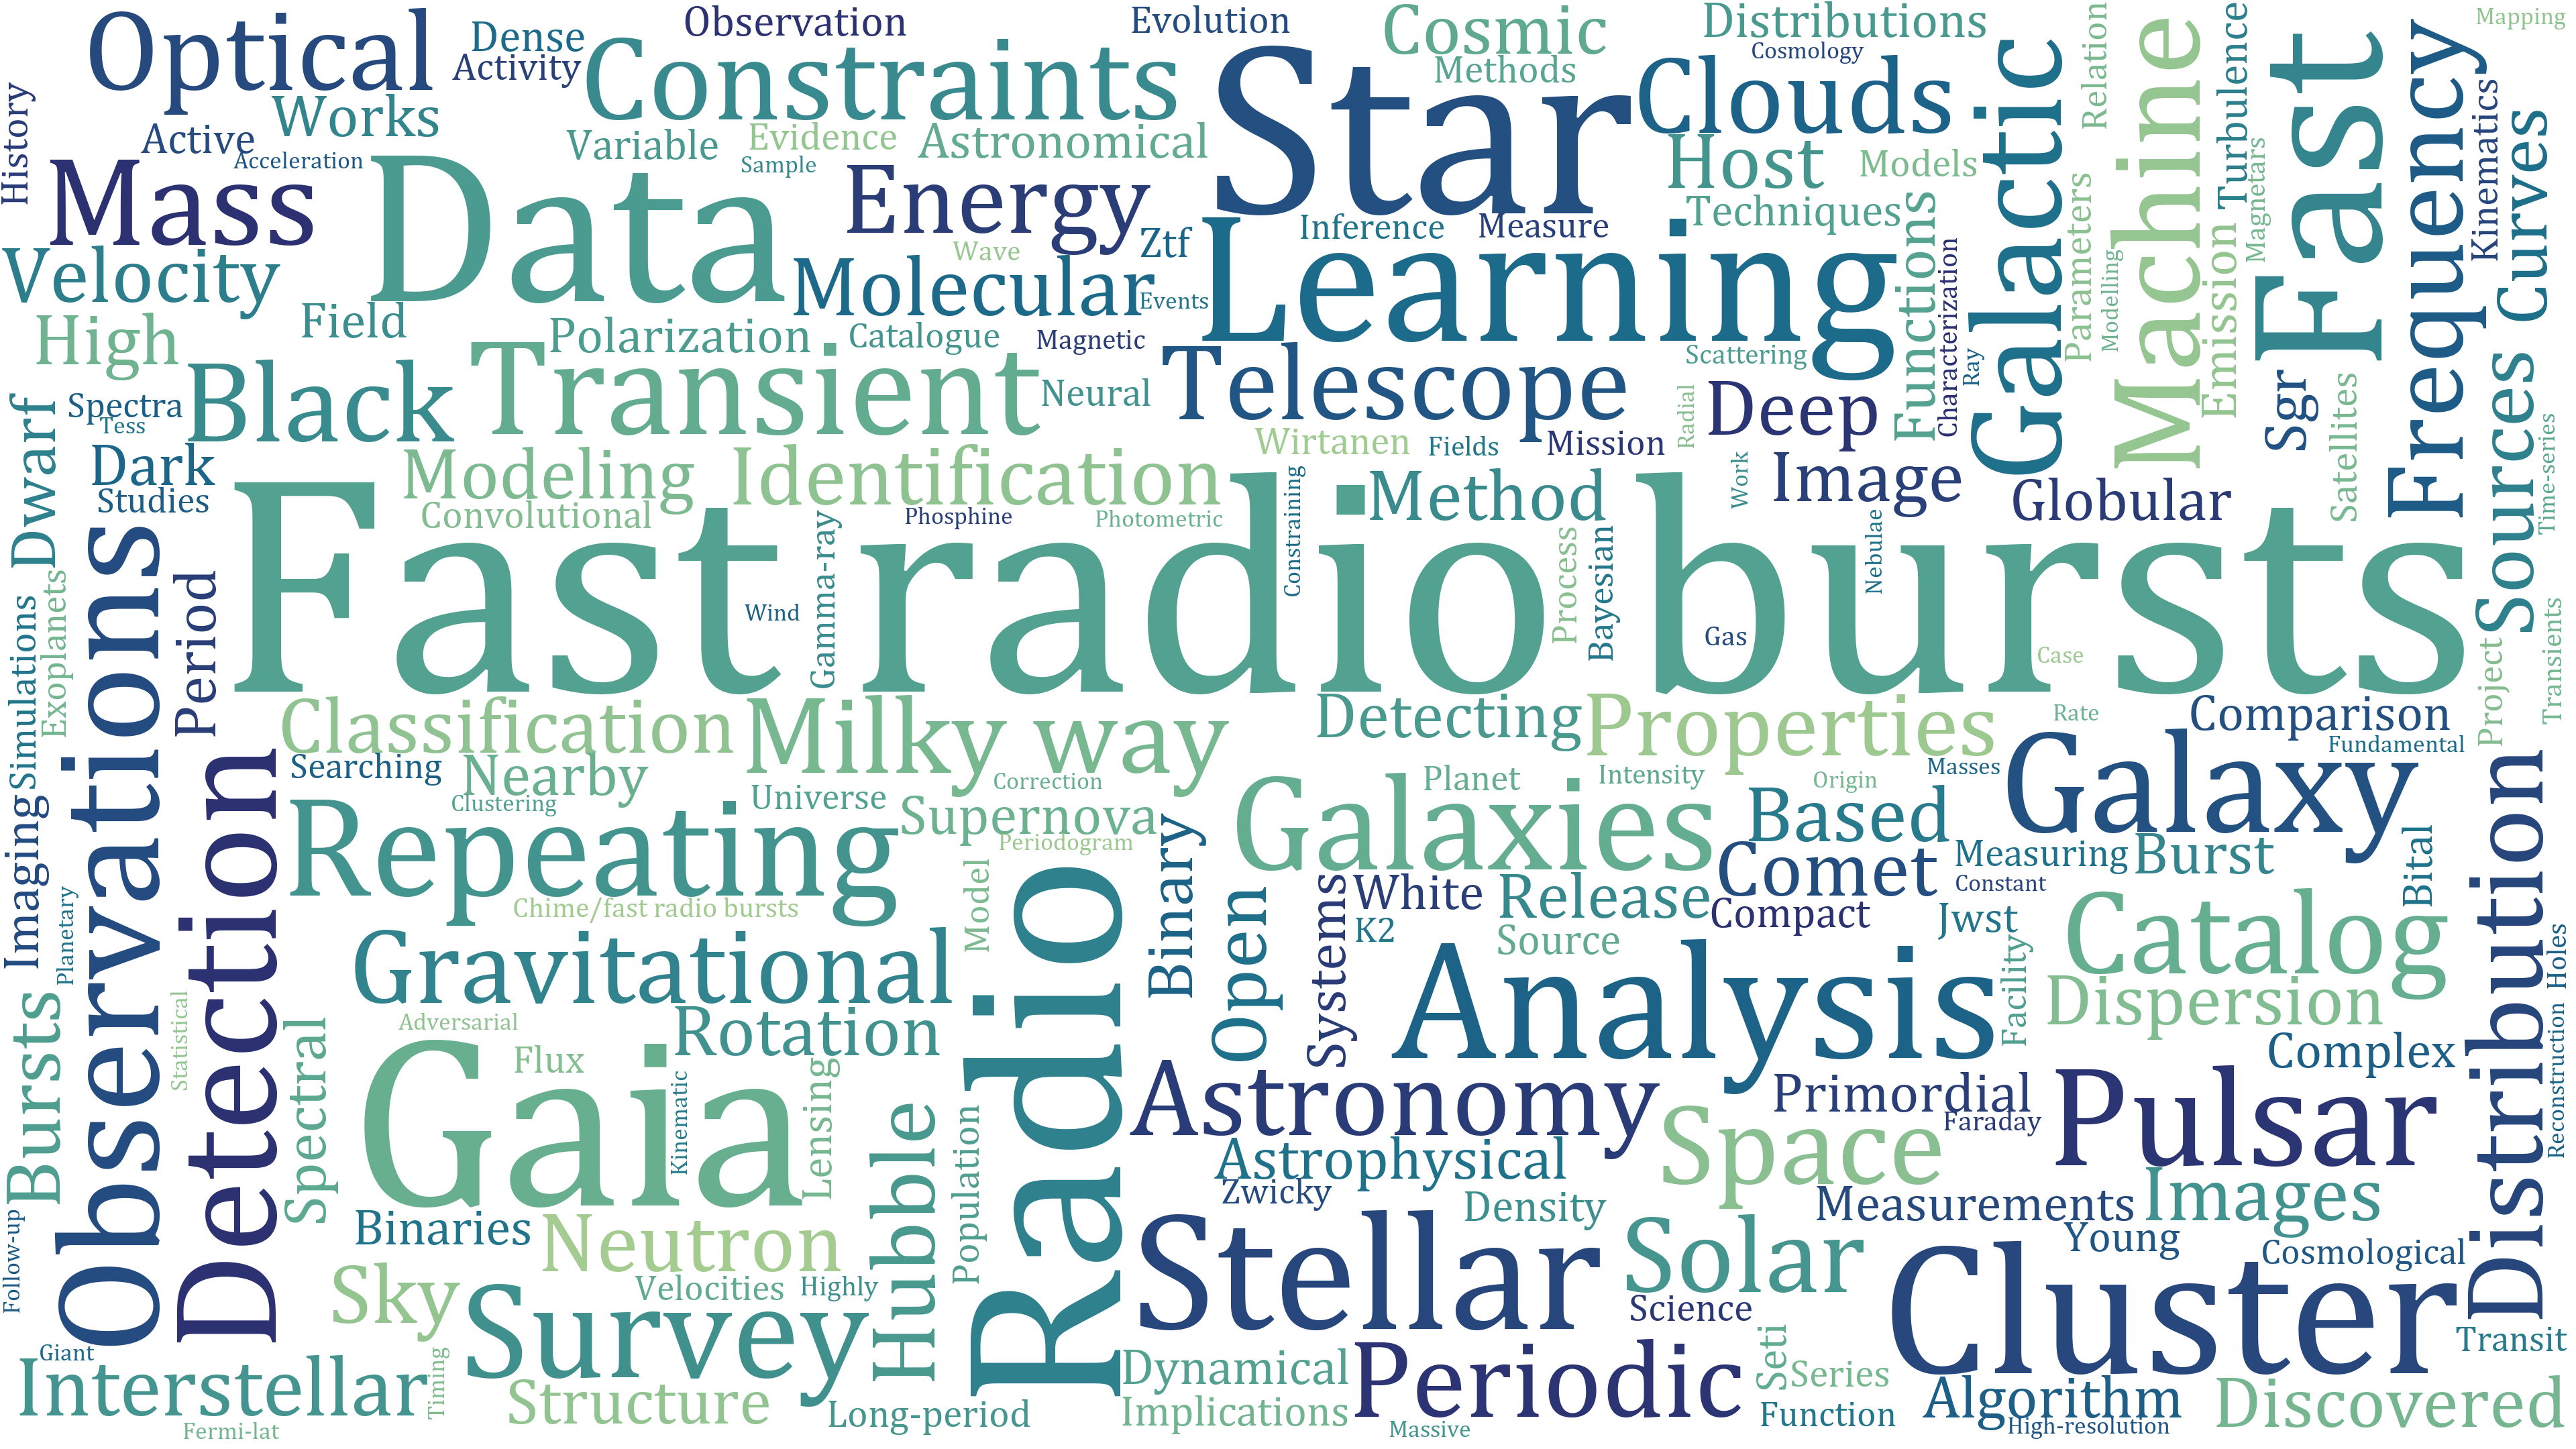 Optical
Dense
Activity
Observation
Evolution
Cosmic
Methods
Distributions
Cosmology
Mapping
Constraints
Star
Clouds
Galactic
Relation
Machine
Turbulence
Fast
Frequency
History
Works
Active
Acceleration
Variable
Evidence
Sample
Astronomical
Host
Models
Techniques
Kinematics
Curves
Mass
Data
Energy
Wave
Ztf
Inference
Measure
Learning
Functions
Characterization
Parameters
Modelling
Emission
Magnetars
Velocity
Field
Molecular
Events
High
Polarization
Catalogue
Magnetic
Scattering
Ray
Black
Transient
Neural
Telescope
Radial
Deep
Sgr
Satellites
Spectra
Tess
Dwarf
Dark
Studies
Modeling
Identification
Wirtanen
Fields
Mission
Image
Work
Globular
Sources
Time-series
Convolutional
Phosphine
Photometric
Constraining
Method
Nebulae
Fast radio bursts
Wind
Gamma-ray
Process
Bayesian
Gas
Case
Observations
Period
Simulations
Exoplanets
Project
Transients
Classification
Milky way
Detecting
Properties
Rate
Comparison
Fundamental
Searching
Nearby
Clustering
Universe
Correction
Planet
Intensity
Origin
Masses
Galaxy
Detection
Repeating
Supernova
Periodogram
Galaxies
Based
Comet
Measuring
Burst
Bital
Imaging
Planetary
Chime/fast radio bursts
Model
Radio
Binary
Open
Systems
White
K2
Release
Source
Compact
Constant
Jwst
Catalog
Distribution
Holes
Gravitational
Analysis
Facility
Dispersion
Bursts
Statistical
Spectral
Adversarial
Rotation
Gaia
Flux
Kinematic
Lensing
Hubble
Population
Astronomy
Primordial
Faraday
Complex
Pulsar
Reconstruction
Astrophysical
Zwicky
Density
Space
Measurements
Images
Follow-up
Binaries
Neutron
Stellar
Solar
Young
Cosmological
Sky
Survey
Velocities
Highly
Science
Cluster
Giant
Interstellar
Timing
Structure
Long-period
Dynamical
Implications
Periodic
Massive
Seti
Series
Function
Algorithm
High-resolution
Transit
Discovered
Fermi-lat